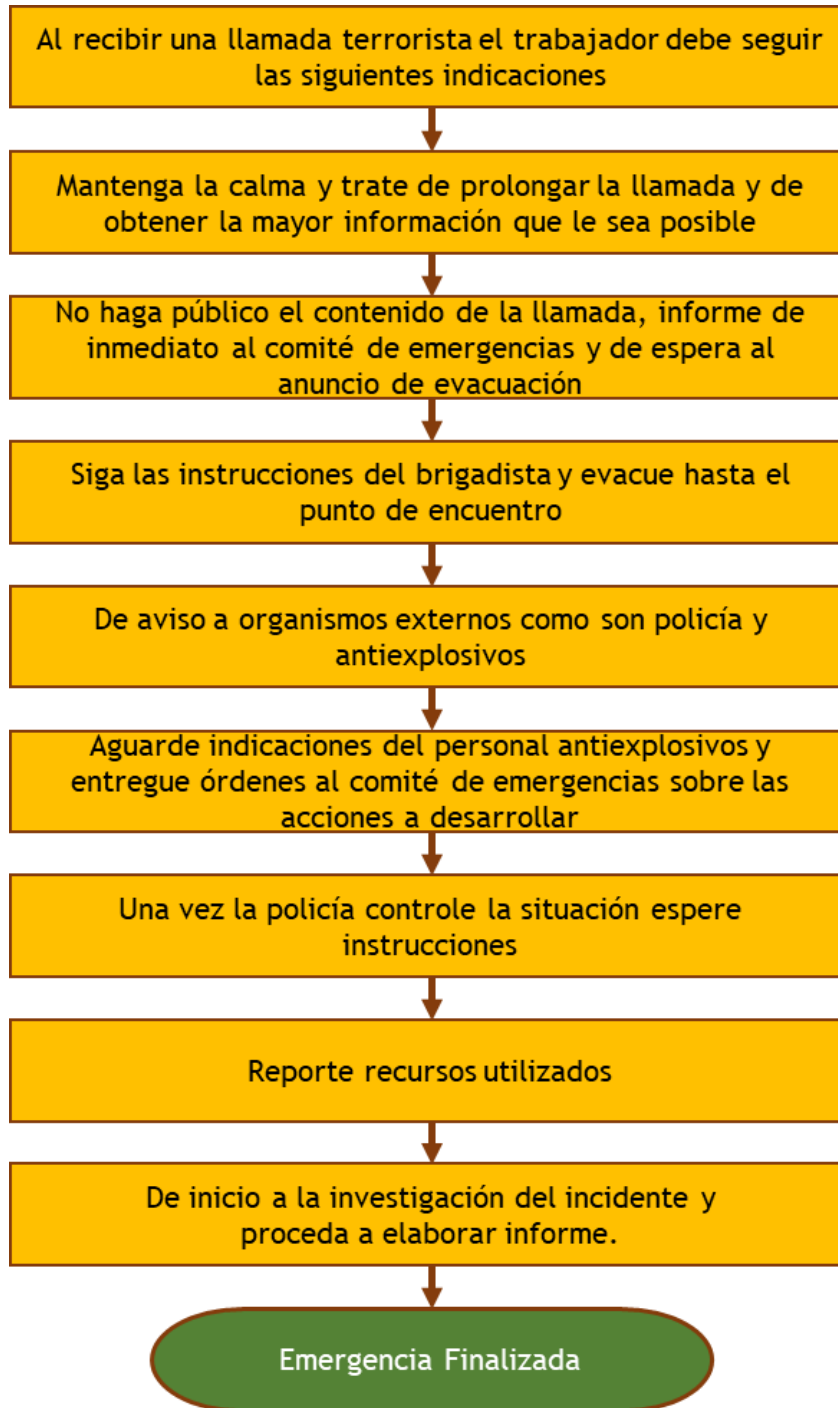 Al recibir una llamada terrorista el trabajador debe seguir
las siguientes indicaciones
Mantenga la calma y trate de prolongar la llamada y de
obtener la mayor información que le sea posible
No haga público el contenido de la llamada, informe de
inmediato al comité de emergencias y de espera al
anuncio de evacuación
Siga las instrucciones del brigadista y evacue hasta el
punto de encuentro
De aviso a organismos externos como son policía y
antiexplosivos
Aguarde indicaciones del personal antiexplosivos y
entregue órdenes al comité de emergencias sobre las
acciones a desarrollar
Una vez la policía controle la situación espere
instrucciones
Reporte recursos utilizados
De inicio a la investigación del incidente y
proceda a elaborar informe.
Emergencia Finalizada